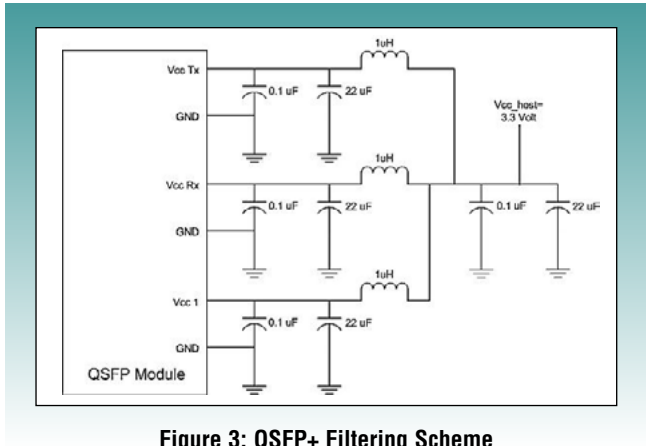 1uH
Vcc Tx
0.1 uF
22 uF
GND
Vcc_host=
3.3 Volt
1uH
Vcc Rx
0.1 uF
22 uF
0.1 uF
22 uF
GND
1uH
Vcc 1
0.1 uF
22 uF
GND
QSFP Module
Figure 3: QSFP+ Filtering Scheme